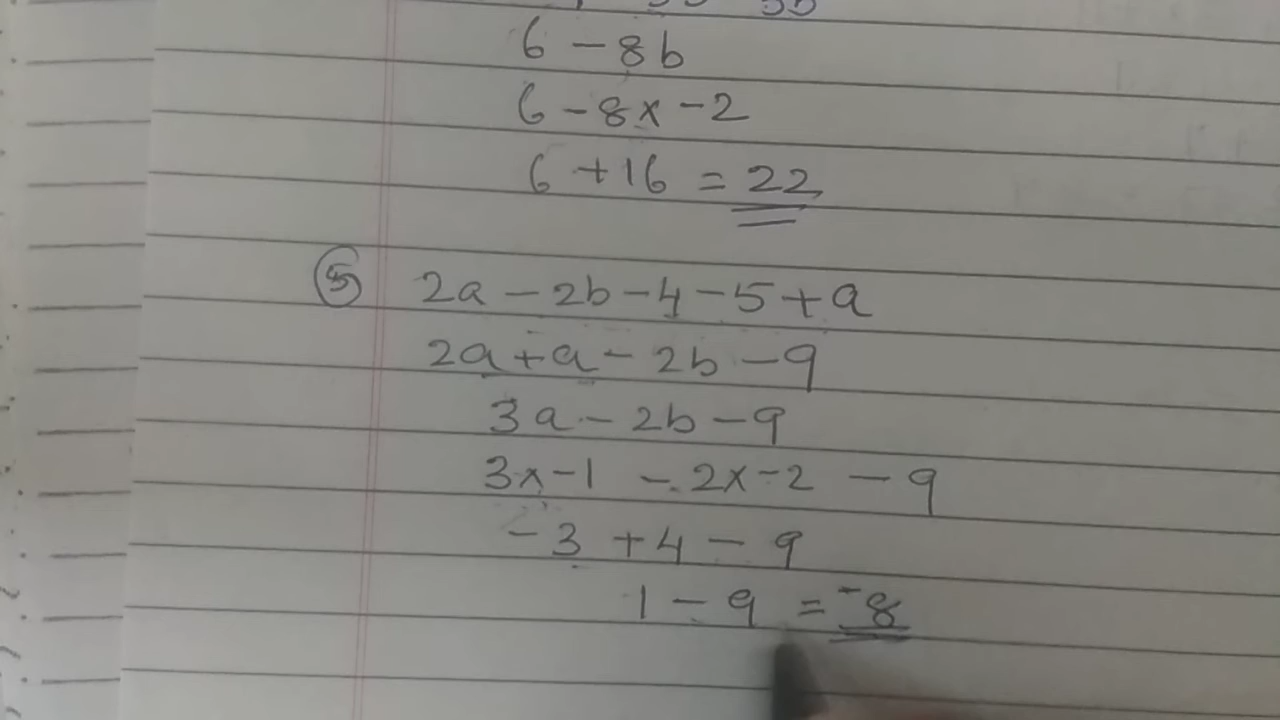 6 - 8b
6 - 8x -2
6 + 16 = 22
⑤ 2a - 2b - 4 - 5 + a
2a + a - 2b - 9
3a - 2b - 9
3x -1 - 2x -2 - 9
-3 + 4 - 9
1 - 9 = -8